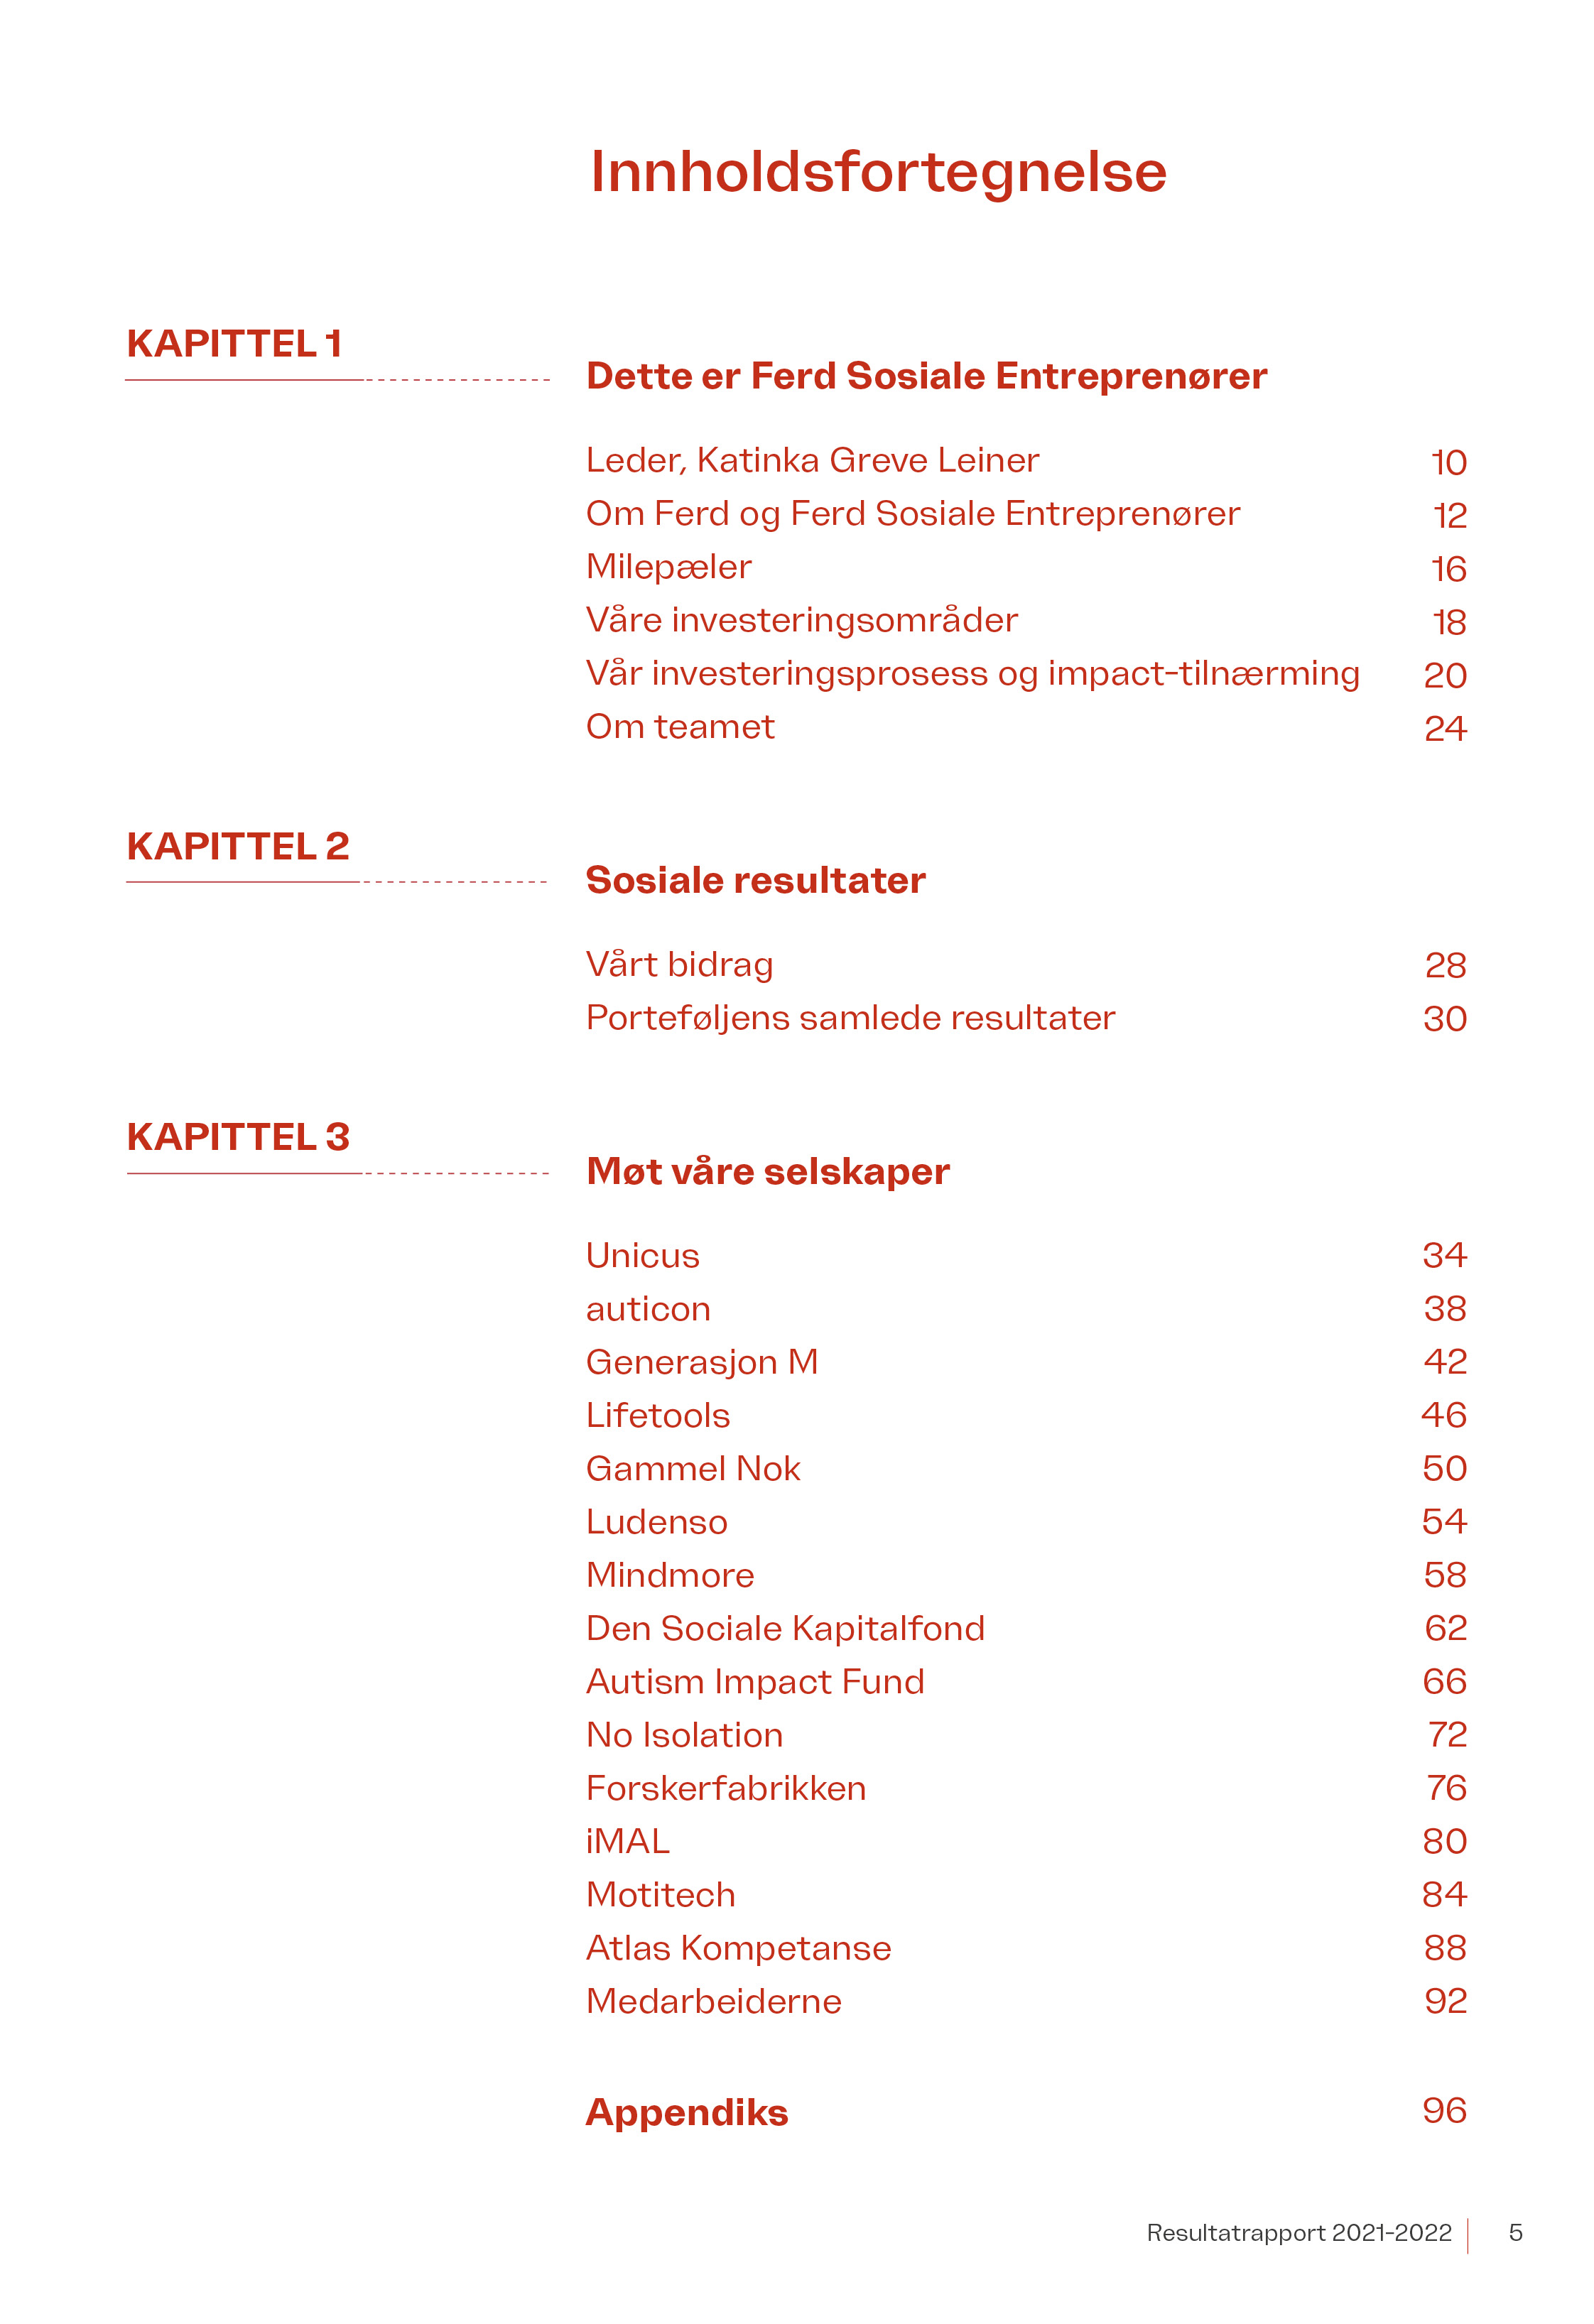 Innholdsfortegnelse
KAPITTEL 1
Dette er Ferd Sosiale Entreprenører
Leder, Katinka Greve Leiner 10
Om Ferd og Ferd Sosiale Entreprenører 12
Milepæler 16
Våre investeringsområder 18
Vår investeringsprosess og impact-tilnærming 20
Om teamet 24
KAPITTEL 2
Sosiale resultater
Vårt bidrag 28
Porteføljens samlede resultater 30
KAPITTEL 3
Møt våre selskaper
Unicus 34
auticon 38
Generasjon M 42
Lifetools 46
Gammel Nok 50
Ludenso 54
Mindmore 58
Den Sociale Kapitalfond 62
Autism Impact Fund 66
No Isolation 72
Forskerfabrikken 76
iMAL 80
Motitech 84
Atlas Kompetanse 88
Medarbeiderne 92
Appendiks 96
Resultatrapport 2021-2022 5